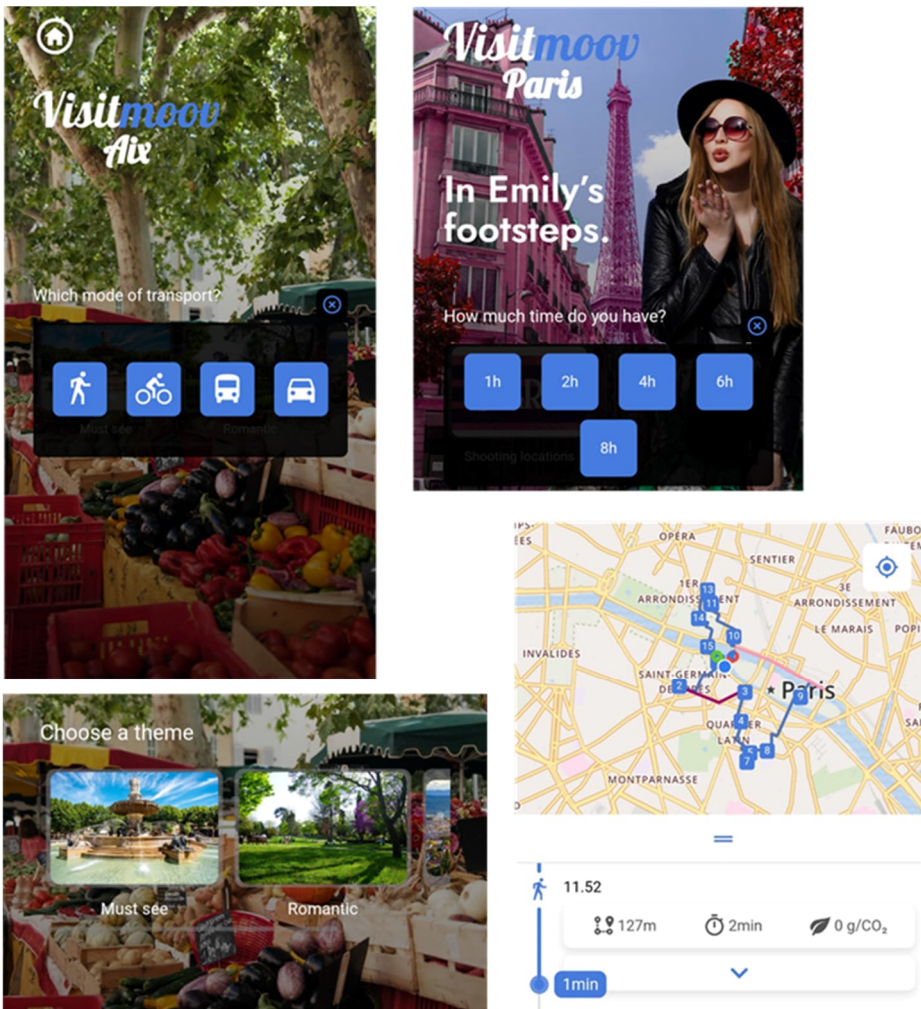 Visitmoov
Aix
Which mode of transport?
Must see
Romantic
Visitmoov
Paris
In Emily's
footsteps.
How much time do you have?
1h
2h
4h
6h
8h
Shooting locations
Choose a theme
Must see
Romantic
OPÉRA
SENTIER
1ER
ARRONDISSEMENT
3E
ARRONDISSEMENT
LE MARAIS
INVALIDES
SAINT-GERMAIN-
DES-PRÉS
Paris
QUARTIER
LATIN
MONTPARNASSE
13
11
14
10
15
2
3
9
4
5
8
7
11.52
127m
2min
0 g/CO₂
1min